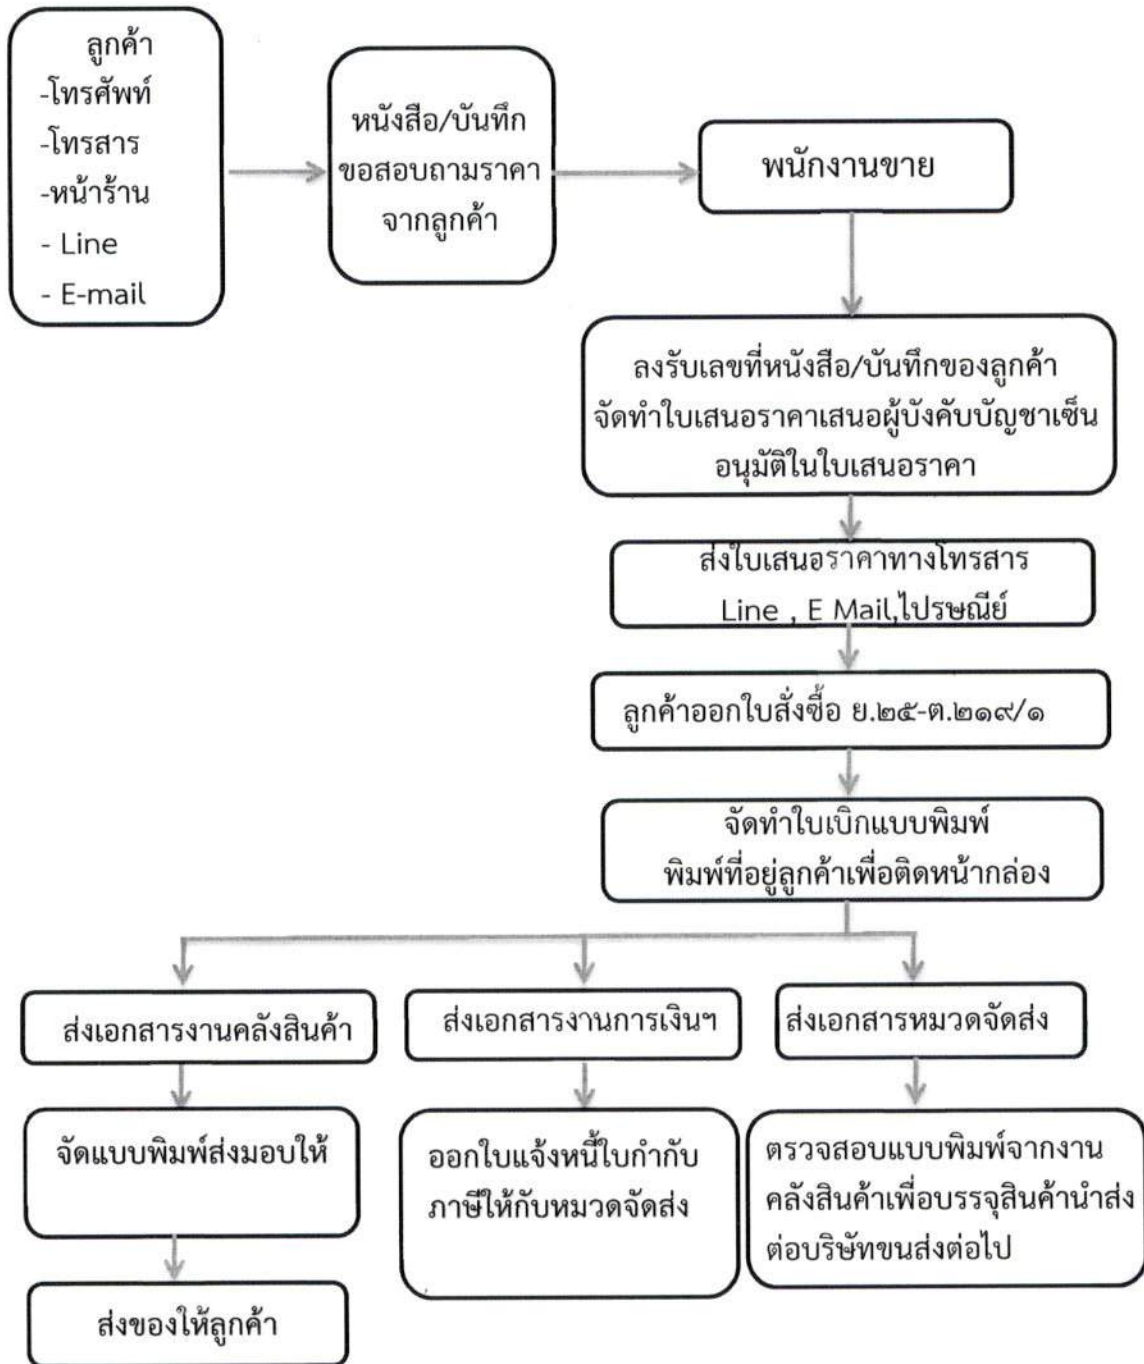 ลูกค้า
-โทรศัพท์
-โทรสาร
-หน้าร้าน
- Line
- E-mail
หนังสือ/บันทึก
ขอสอบถามราคา
จากลูกค้า
พนักงานขาย
ลงรับเลขที่หนังสือ/บันทึกของลูกค้า
จัดทำใบเสนอราคาเสนอผู้บังคับบัญชาเซ็น
อนุมัติในใบเสนอราคา
ส่งใบเสนอราคาทางโทรสาร
Line , E Mail,ไปรษณีย์
ลูกค้าออกใบสั่งซื้อ ย.๒๕-ต.๒๑๙/๑
จัดทำใบเบิกแบบพิมพ์
พิมพ์ที่อยู่ลูกค้าเพื่อติดหน้ากล่อง
ส่งเอกสารงานคลังสินค้า
ส่งเอกสารงานการเงินฯ
ส่งเอกสารหมวดจัดส่ง
จัดแบบพิมพ์ส่งมอบให้
ออกใบแจ้งหนี้ใบกำกับ
ภาษีให้กับหมวดจัดส่ง
ตรวจสอบแบบพิมพ์จากงาน
คลังสินค้าเพื่อบรรจุสินค้านำส่ง
ต่อบริษัทขนส่งต่อไป
ส่งของให้ลูกค้า